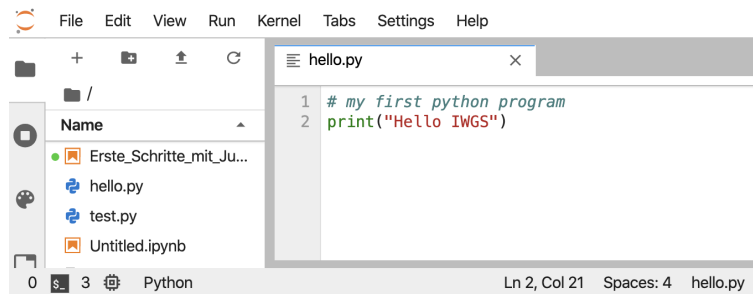 File Edit View Run Kernel Tabs Settings Help
hello.py
/
Name
Erste_Schritte_mit_Ju...
hello.py
test.py
Untitled.ipynb
1 # my first python program
2 print("Hello IWGS")
0 $_ 3 Python Ln 2, Col 21 Spaces: 4 hello.py